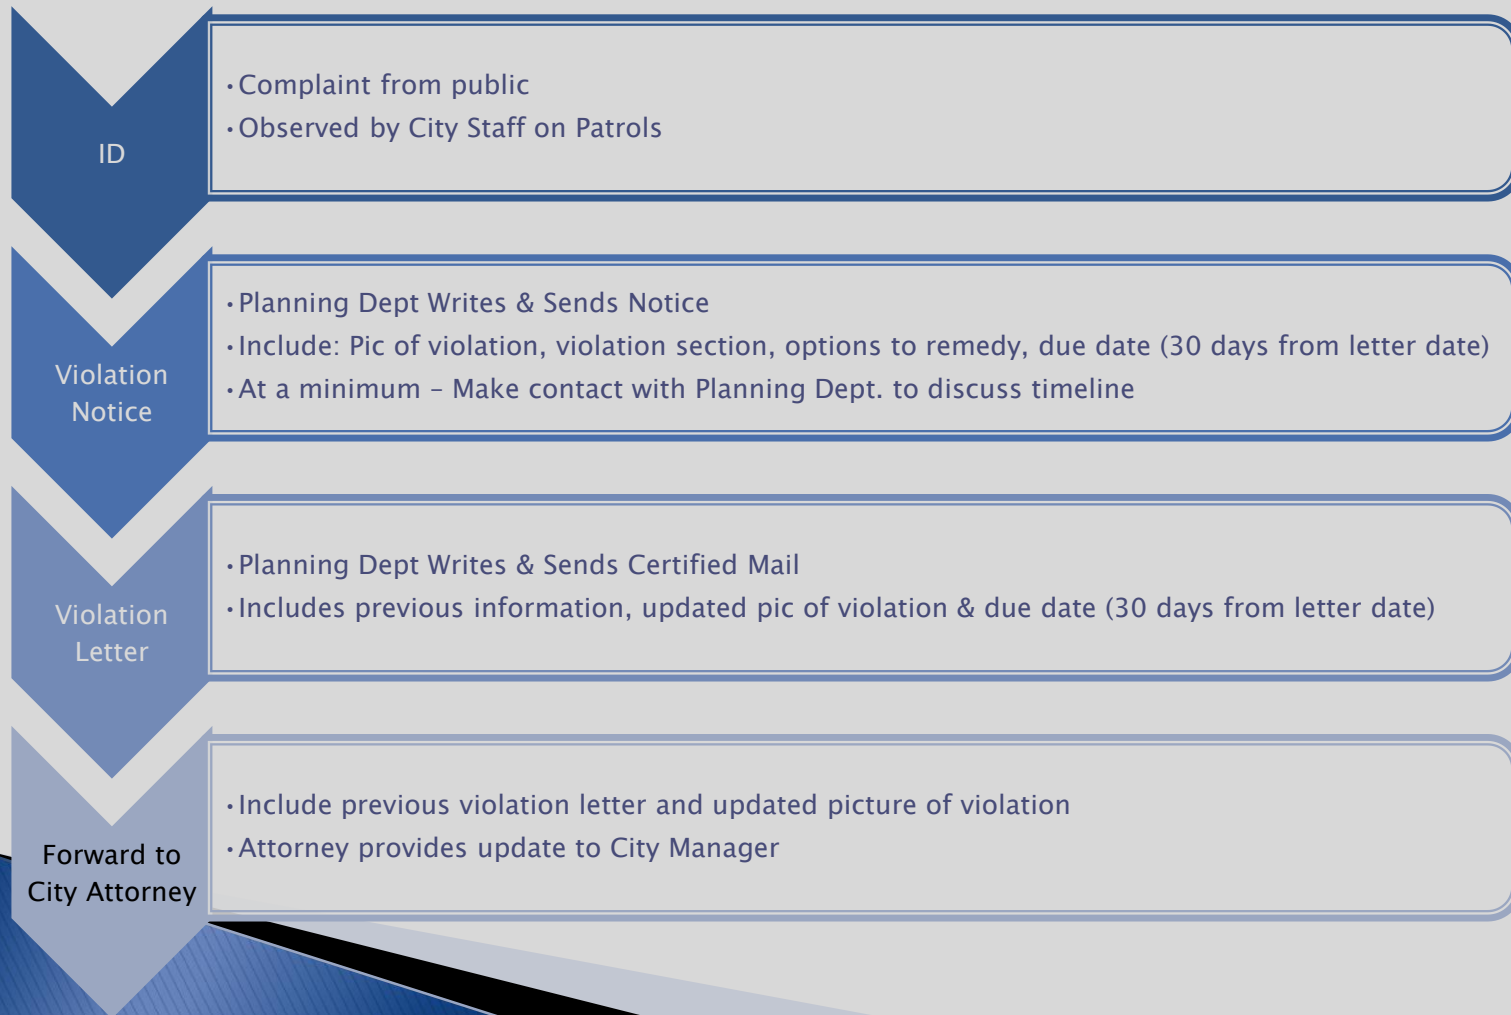 ID
•Complaint from public
•Observed by City Staff on Patrols
Violation
Notice
•Planning Dept Writes & Sends Notice
•Include: Pic of violation, violation section, options to remedy, due date (30 days from letter date)
•At a minimum – Make contact with Planning Dept. to discuss timeline
Violation
Letter
•Planning Dept Writes & Sends Certified Mail
•Includes previous information, updated pic of violation & due date (30 days from letter date)
Forward to
City Attorney
•Include previous violation letter and updated picture of violation
•Attorney provides update to City Manager